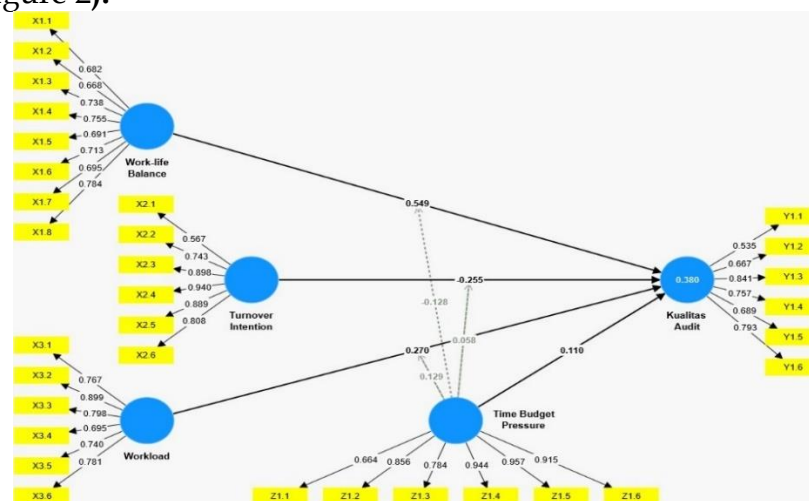 igure 2).
X1.1
X1.2
X1.3
X1.4
X1.5
X1.6
X1.7
X1.8
0.682
0.668
0.738
0.755
0.691
0.713
0.695
0.784
Work-life
Balance
X2.1
X2.2
X2.3
X2.4
X2.5
X2.6
0.567
0.743
0.898
0.940
0.889
0.808
Turnover
Intention
X3.1
X3.2
X3.3
X3.4
X3.5
X3.6
0.767
0.899
0.798
0.695
0.740
0.781
Workload
0.549
-0.255
0.270
0.110
-0.128
0.058
0.129
Time Budget
Pressure
0.664
0.856
0.784
0.944
0.957
0.915
Z1.1
Z1.2
Z1.3
Z1.4
Z1.5
Z1.6
0.380
Kualitas
Audit
0.535
0.667
0.841
0.757
0.689
0.793
Y1.1
Y1.2
Y1.3
Y1.4
Y1.5
Y1.6